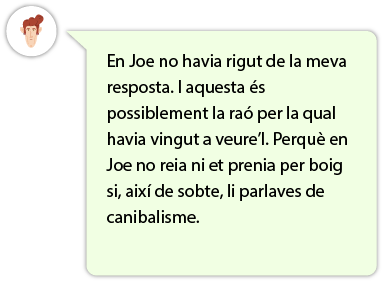 En Joe no havia rigut de la meva
resposta. I aquesta és
possiblement la raó per la qual
havia vingut a veure’l. Perquè en
Joe no reia ni et prenia per boig
si, així de sobte, li parlaves de
canibalisme.